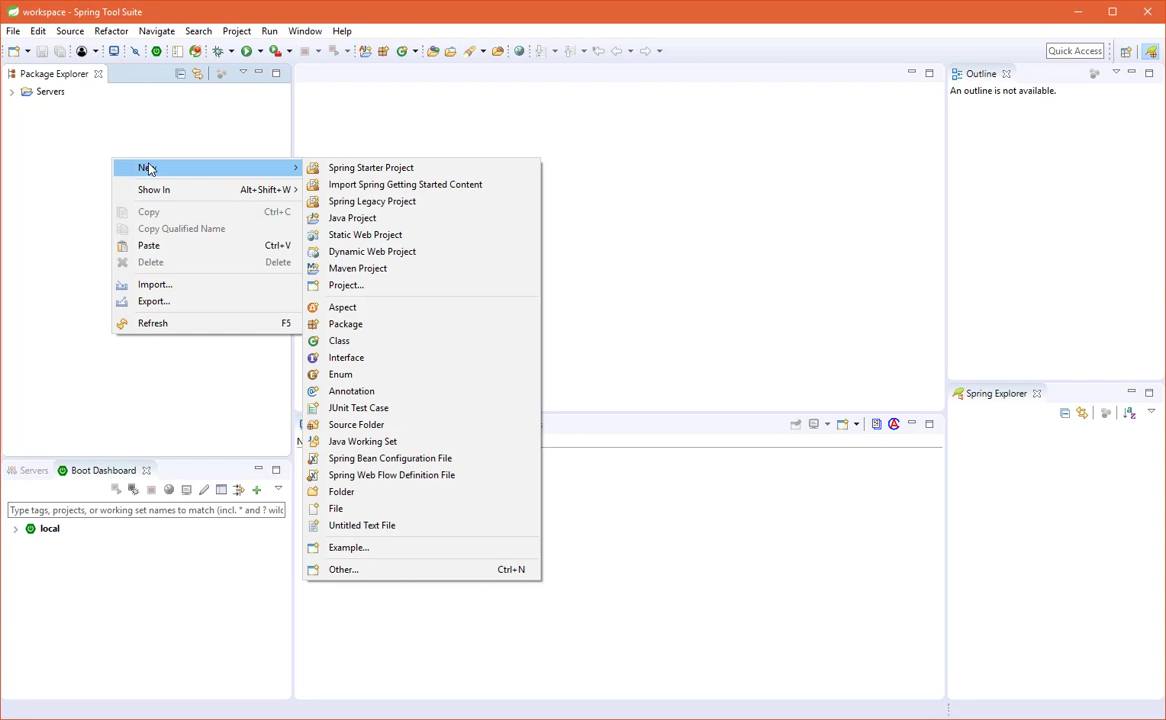 workspace - Spring Tool Suite
File Edit Source Refactor Navigate Search Project Run Window Help
Quick Access
Package Explorer
Servers
New
Show In Alt+Shift+W
Copy Ctrl+C
Copy Qualified Name
Paste Ctrl+V
Delete Delete
Import...
Export...
Refresh F5
Spring Starter Project
Import Spring Getting Started Content
Spring Legacy Project
Java Project
Static Web Project
Dynamic Web Project
Maven Project
Project...
Aspect
Package
Class
Interface
Enum
Annotation
JUnit Test Case
Source Folder
Java Working Set
Spring Bean Configuration File
Spring Web Flow Definition File
Folder
File
Untitled Text File
Example...
Other... Ctrl+N
Outline
An outline is not available.
Spring Explorer
Servers Boot Dashboard
Type tags, projects, or working set names to match (incl. * and ?
local